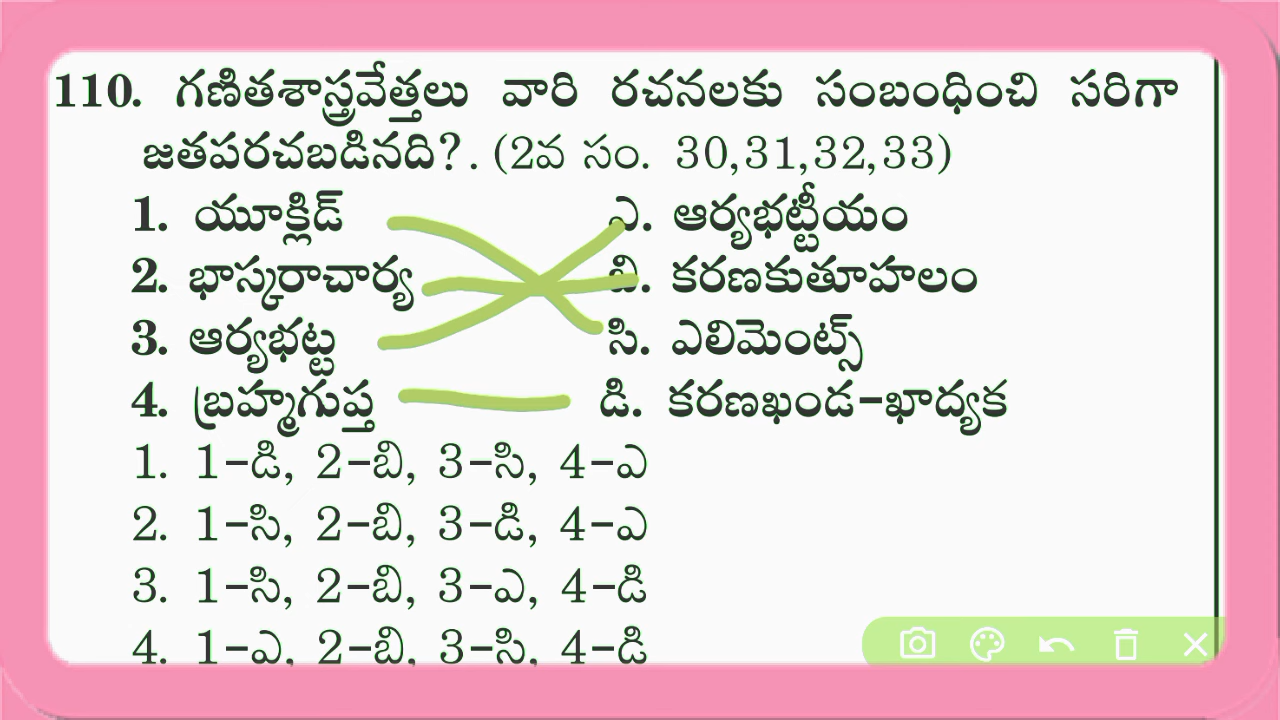 110. గణితశాస్త్రవేత్తలు వారి రచనలకు సంబంధించి సరిగా
జతపరచబడినది?. (2వ సం. 30,31,32,33)
1. యూక్లిడ్ ఎ. ఆర్యభట్టీయం
2. భాస్కరాచార్య బి. కరణకుతూహలం
3. ఆర్యభట్ట సి. ఎలిమెంట్స్
4. బ్రహ్మగుప్త డి. కరణఖండ-ఖాద్యక
1. 1-డి, 2-బి, 3-సి, 4-ఎ
2. 1-సి, 2-బి, 3-డి, 4-ఎ
3. 1-సి, 2-బి, 3-ఎ, 4-డి
4. 1-ఎ, 2-బి, 3-సి, 4-డి